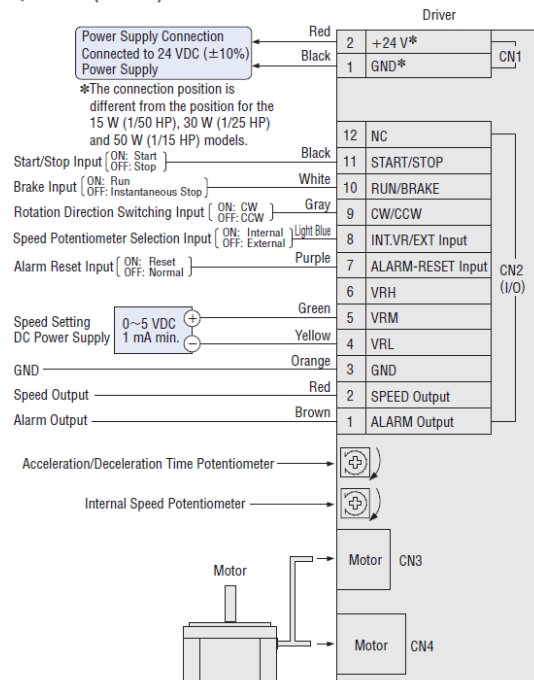 Driver
Power Supply Connection
Connected to 24 VDC (±10%)
Power Supply
Red
Black
2 +24 V*
1 GND*
CN1
*The connection position is
different from the position for the
15 W (1/50 HP), 30 W (1/25 HP)
and 50 W (1/15 HP) models.
12 NC
Start/Stop Input [ON: Start OFF: Stop] Black 11 START/STOP
Brake Input [ON: Run OFF: Instantaneous Stop] White 10 RUN/BRAKE
Rotation Direction Switching Input [ON: CW OFF: CCW] Gray 9 CW/CCW
Speed Potentiometer Selection Input [ON: Internal OFF: External] Light Blue 8 INT.VR/EXT Input
Alarm Reset Input [ON: Reset OFF: Normal] Purple 7 ALARM-RESET Input
CN2
(I/O)
6 VRH
Speed Setting
DC Power Supply
0~5 VDC
1 mA min.
+
−
Green 5 VRM
Yellow 4 VRL
GND Orange 3 GND
Speed Output Red 2 SPEED Output
Alarm Output Brown 1 ALARM Output
Acceleration/Deceleration Time Potentiometer
Internal Speed Potentiometer
Motor CN3
Motor
Motor CN4